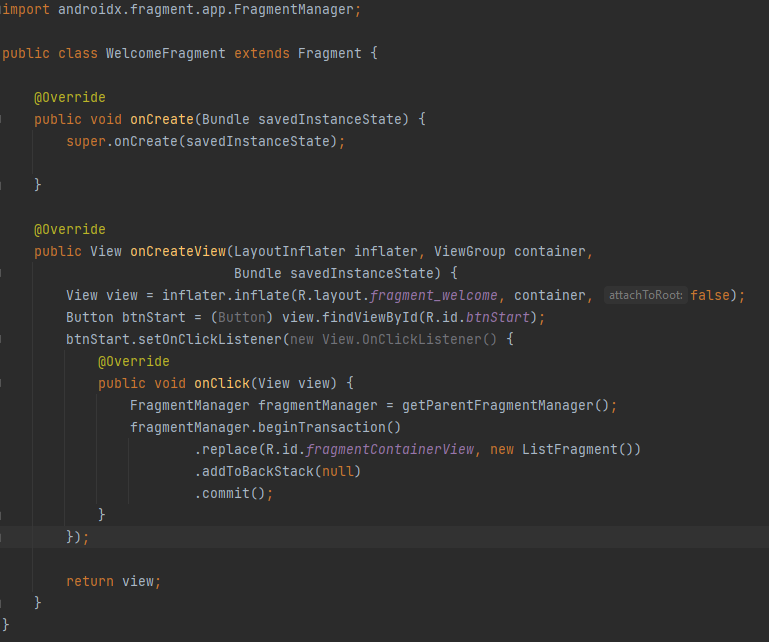 import androidx.fragment.app.FragmentManager;
public class WelcomeFragment extends Fragment {
@Override
public void onCreate(Bundle savedInstanceState) {
super.onCreate(savedInstanceState);
}
@Override
public View onCreateView(LayoutInflater inflater, ViewGroup container,
Bundle savedInstanceState) {
View view = inflater.inflate(R.layout.fragment_welcome, container, attachToRoot: false);
Button btnStart = (Button) view.findViewById(R.id.btnStart);
btnStart.setOnClickListener(new View.OnClickListener() {
@Override
public void onClick(View view) {
FragmentManager fragmentManager = getParentFragmentManager();
fragmentManager.beginTransaction()
.replace(R.id.fragmentContainerView, new ListFragment())
.addToBackStack(null)
.commit();
}
});
return view;
}
}